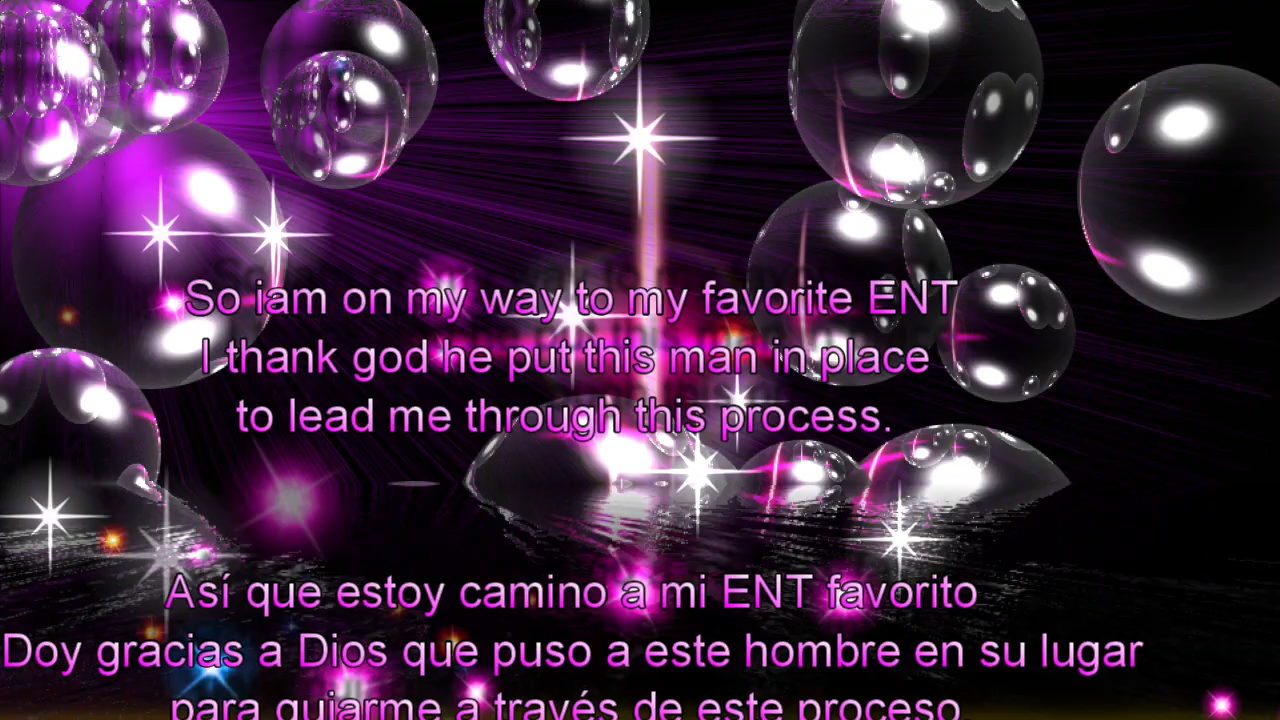 So iam on my way to my favorite ENT
I thank god he put this man in place
to lead me through this process.
Así que estoy camino a mi ENT favorito
Doy gracias a Dios que puso a este hombre en su lugar
para guiarme a través de este proceso.